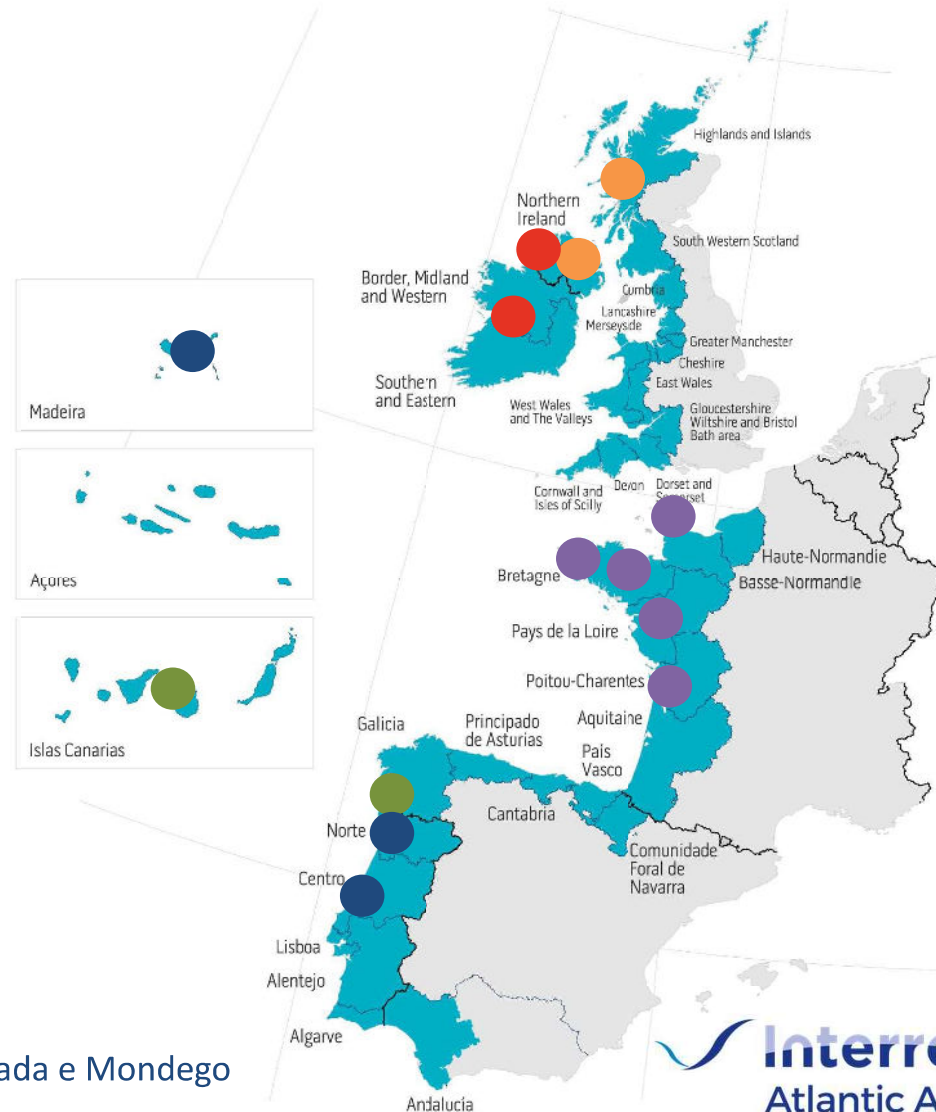 Highlands and Islands
Northern
Ireland
South Western Scotland
Border, Midland
and Western
Cumbria
Lancashire
Merseyside
Greater Manchester
Cheshire
East Wales
Southern
and Eastern
West Wales
and The Valleys
Gloucestershire
Wiltshire and Bristol
Bath area
Madeira
Cornwall and
Isles of Scilly
Devon
Dorset and
Somerset
Haute-Normandie
Basse-Normandie
Bretagne
Açores
Pays de la Loire
Poitou-Charentes
Aquitaine
Galicia
Principado
de Asturias
País
Vasco
Islas Canarias
Cantabria
Norte
Comunidade
Foral de
Navarra
Centro
Lisboa
Alentejo
Algarve
Andalucía
ada e Mondego
Interre
Atlantic A